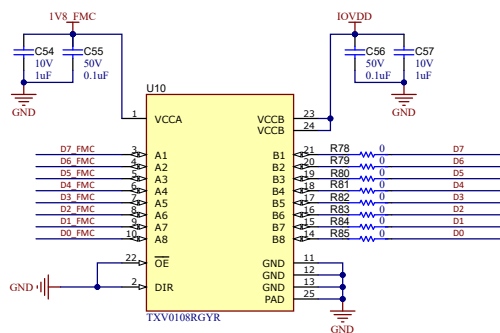 1V8_FMC
IOVDD
C54
10V
1uF
C55
50V
0.1uF
C56
50V
0.1uF
C57
10V
1uF
GND
GND
U10
1 VCCA
VCCB 23
VCCB 24
D7_FMC 3 A1 B1 21 R78 0 D7
D6_FMC 4 A2 B2 20 R79 0 D6
D5_FMC 5 A3 B3 19 R80 0 D5
D4_FMC 6 A4 B4 18 R81 0 D4
D3_FMC 7 A5 B5 17 R82 0 D3
D2_FMC 8 A6 B6 16 R83 0 D2
D1_FMC 9 A7 B7 15 R84 0 D1
D0_FMC 10 A8 B8 14 R85 0 D0
22 OE GND 11
GND 12
GND 2 DIR GND 13
PAD 25
TXV0108RGYR
GND